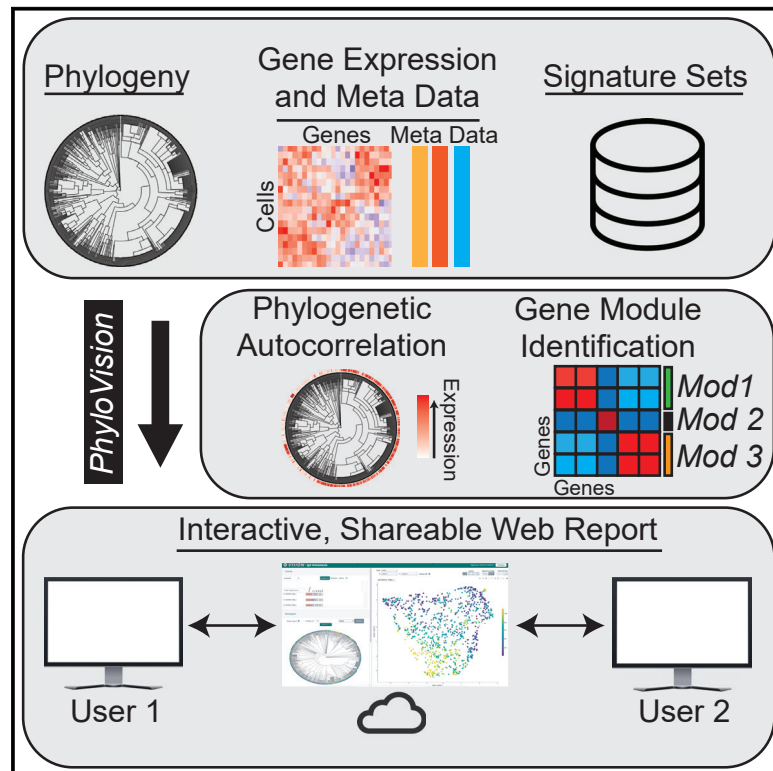 Phylogeny
Gene Expression
and Meta Data
Signature Sets
Genes
Meta Data
Cells
PhyloVision
Phylogenetic
Autocorrelation
Expression
Gene Module
Identification
Genes
Mod1
Mod 2
Mod 3
Genes
Interactive, Shareable Web Report
User 1
User 2